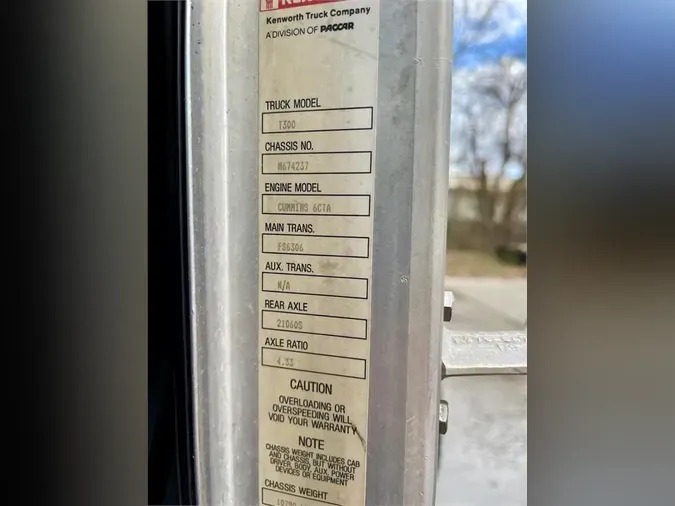 Kenworth Truck Company
A DIVISION OF PACCAR
TRUCK MODEL
T300
CHASSIS NO.
M674237
ENGINE MODEL
CUMMINS 6CTA
MAIN TRANS.
FS6306
AUX. TRANS.
N/A
REAR AXLE
21060S
AXLE RATIO
4.33
CAUTION
OVERLOADING OR
OVERSPEEDING WILL
VOID YOUR WARRANTY
NOTE
CHASSIS WEIGHT INCLUDES CAB
AND CHASSIS, BUT WITHOUT
DRIVER, BODY, AUX. POWER
DEVICES OR EQUIPMENT
CHASSIS WEIGHT